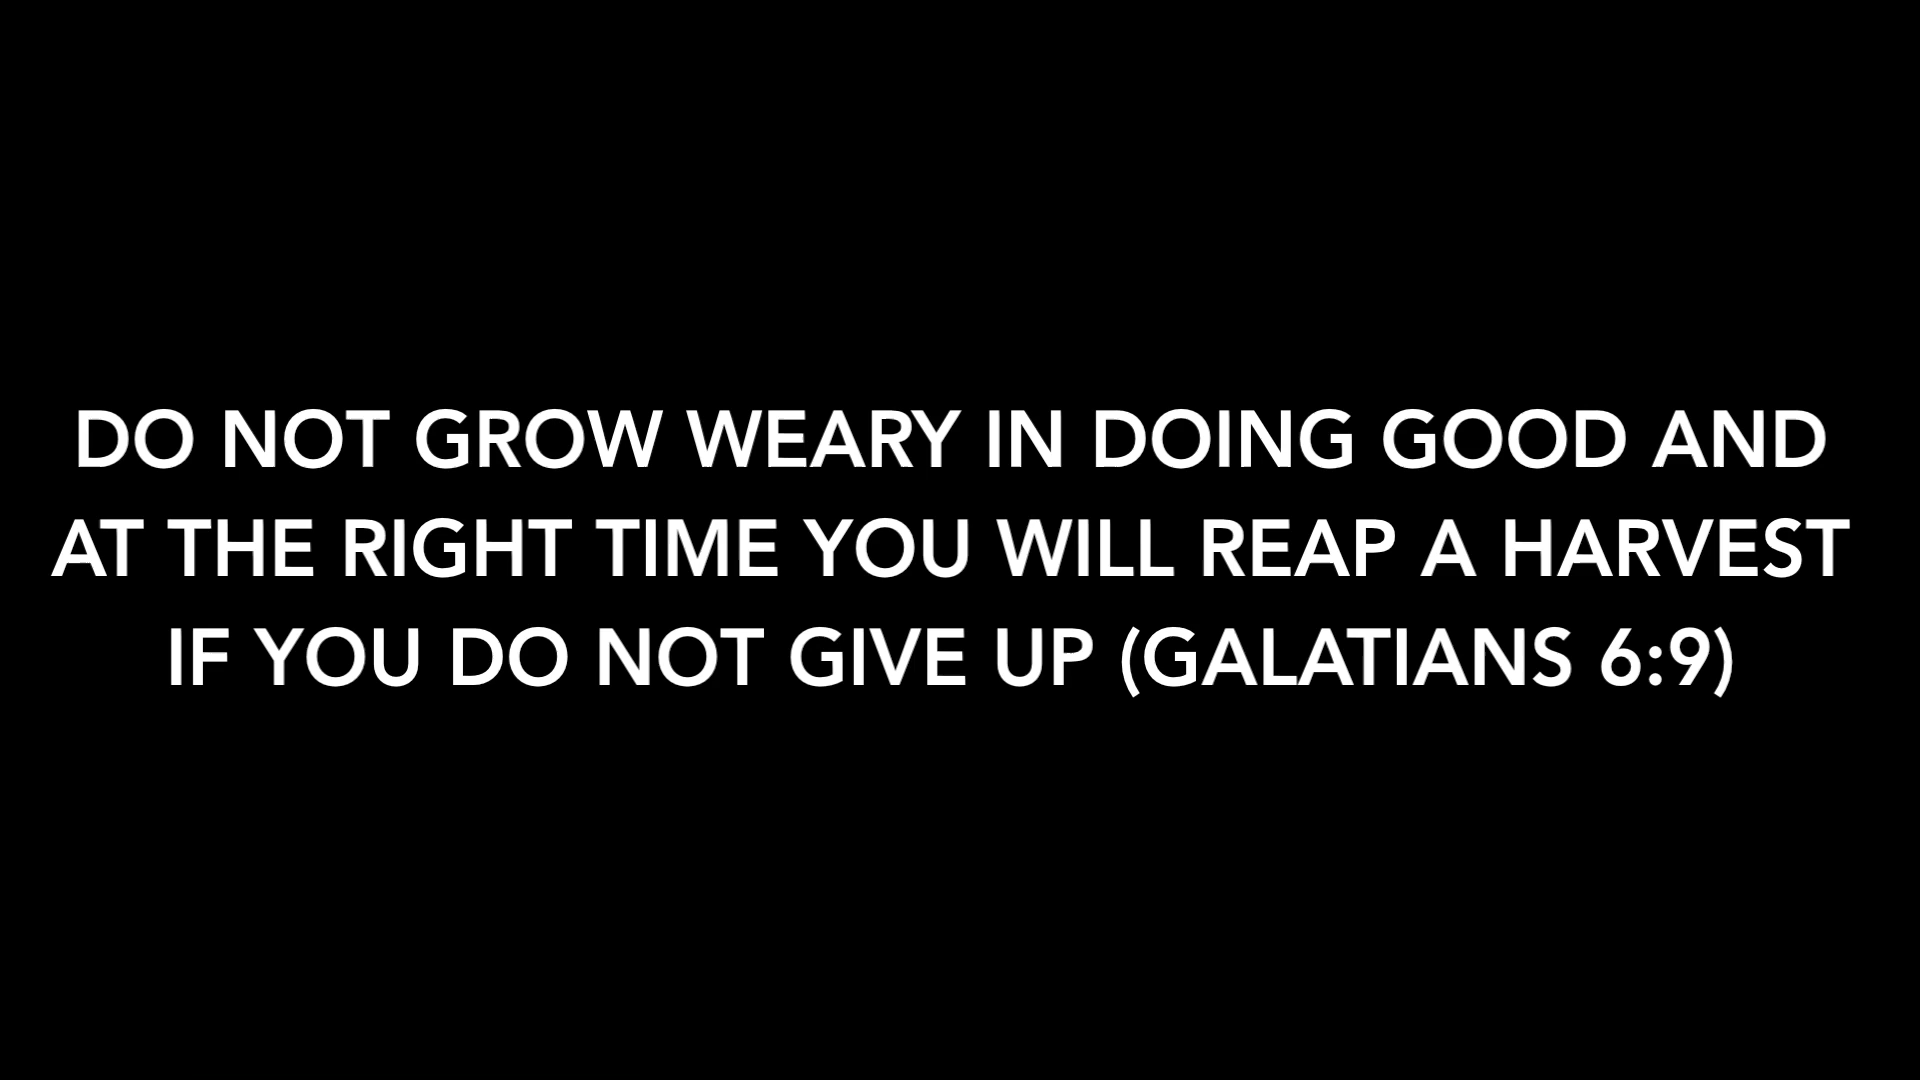 DO NOT GROW WEARY IN DOING GOOD AND
AT THE RIGHT TIME YOU WILL REAP A HARVEST
IF YOU DO NOT GIVE UP (GALATIANS 6:9)